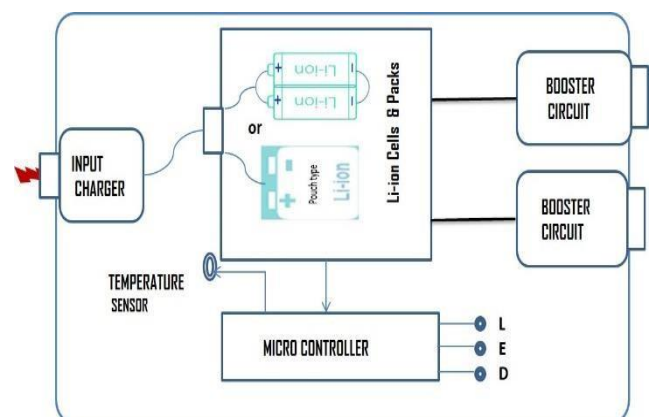 Li-ion
Li-ion
or
Pouch type
Li-ion
Li-ion Cells & Packs
INPUT
CHARGER
BOOSTER
CIRCUIT
BOOSTER
CIRCUIT
TEMPERATURE
SENSOR
MICRO CONTROLLER
L
E
D